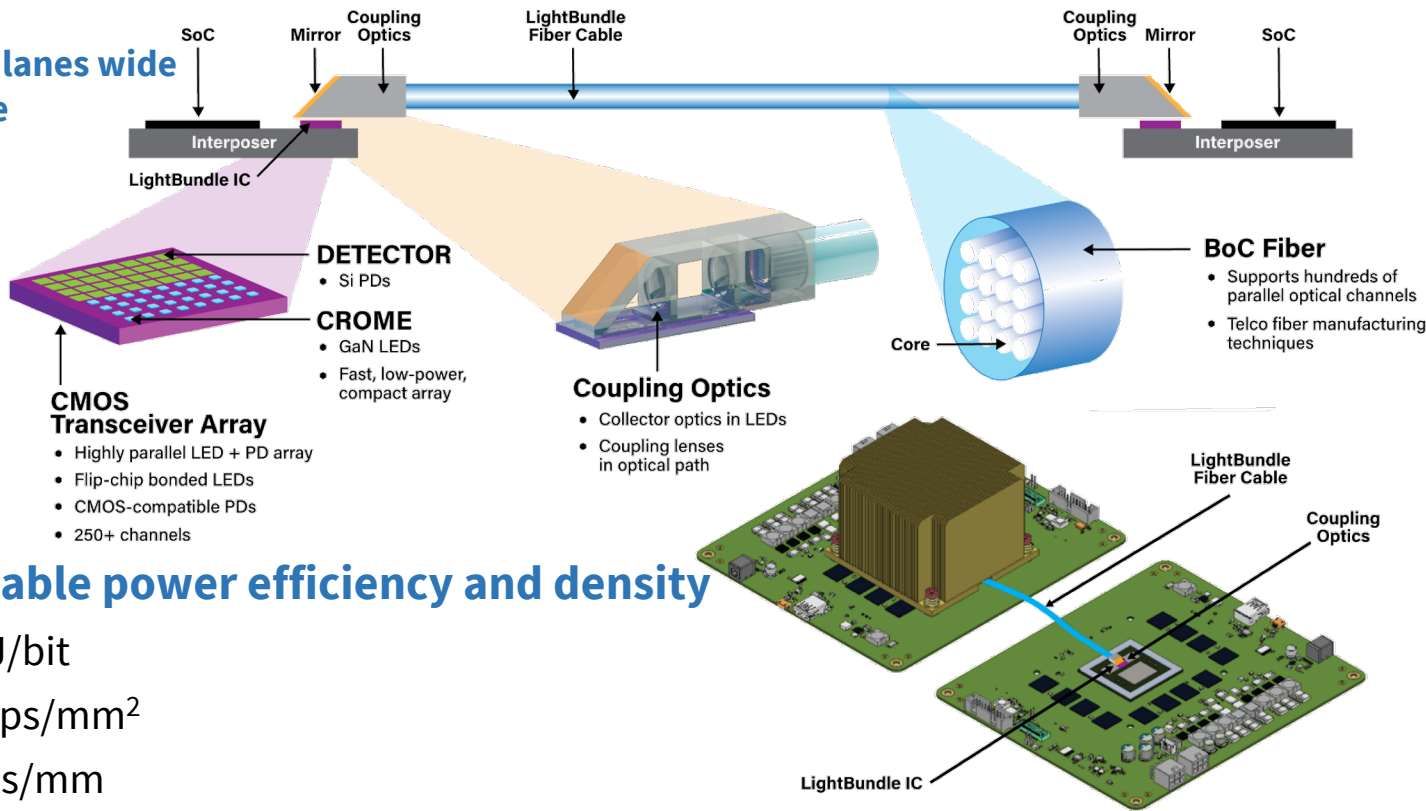 SoC
Mirror
Coupling
Optics
LightBundle
Fiber Cable
Coupling
Optics
Mirror
SoC
lanes wide
Interposer
Interposer
LightBundle IC
DETECTOR
• Si PDs
CROME
• GaN LEDs
• Fast, low-power,
compact array
CMOS
Transceiver Array
• Highly parallel LED + PD array
• Flip-chip bonded LEDs
• CMOS-compatible PDs
• 250+ channels
Coupling Optics
• Collector optics in LEDs
• Coupling lenses
in optical path
Core
BoC Fiber
• Supports hundreds of
parallel optical channels
• Telco fiber manufacturing
techniques
LightBundle
Fiber Cable
Coupling
Optics
LightBundle IC
able power efficiency and density
J/bit
ps/mm²
s/mm